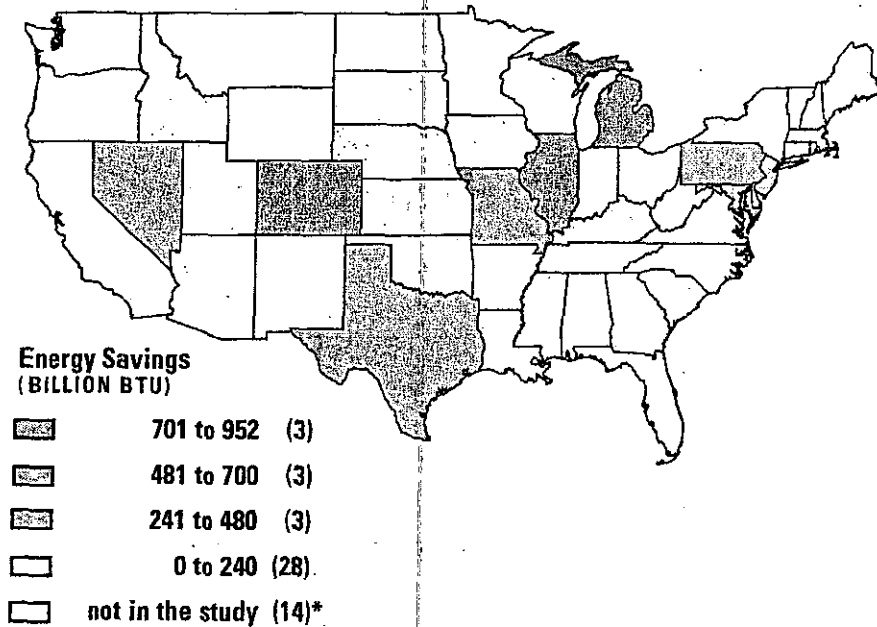 Energy Savings
(BILLION BTU)
701 to 952 (3)
481 to 700 (3)
241 to 480 (3)
0 to 240 (28)
not in the study (14)*